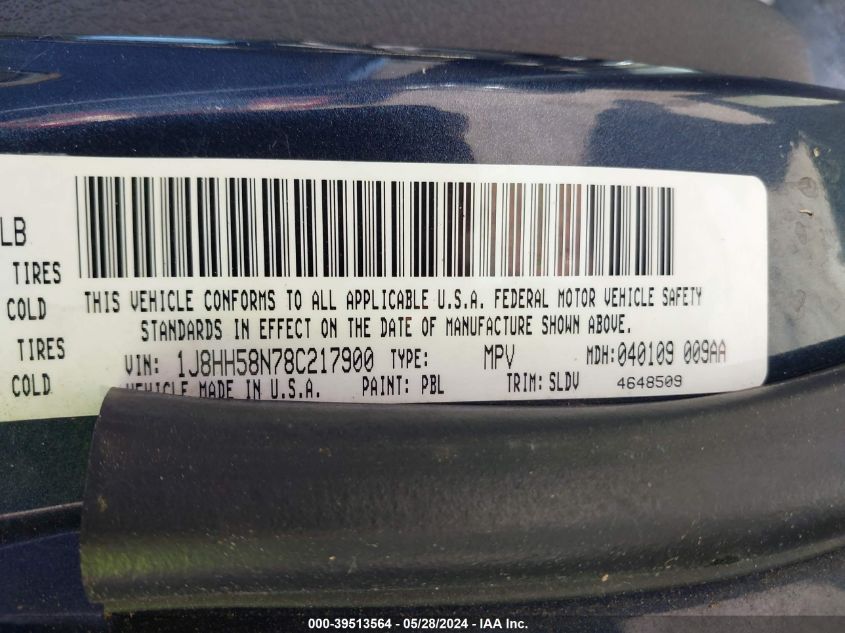 LB
TIRES
COLD
TIRES
COLD
THIS VEHICLE CONFORMS TO ALL APPLICABLE U.S.A. FEDERAL MOTOR VEHICLE SAFETY
STANDARDS IN EFFECT ON THE DATE OF MANUFACTURE SHOWN ABOVE.
VIN: 1J8HH58N78C217900 TYPE: MPV MDH: 040109 009AA
VEHICLE MADE IN U.S.A. PAINT: PBL TRIM: SLDV 4648509
000-39513564 - 05/28/2024 - IAA Inc.